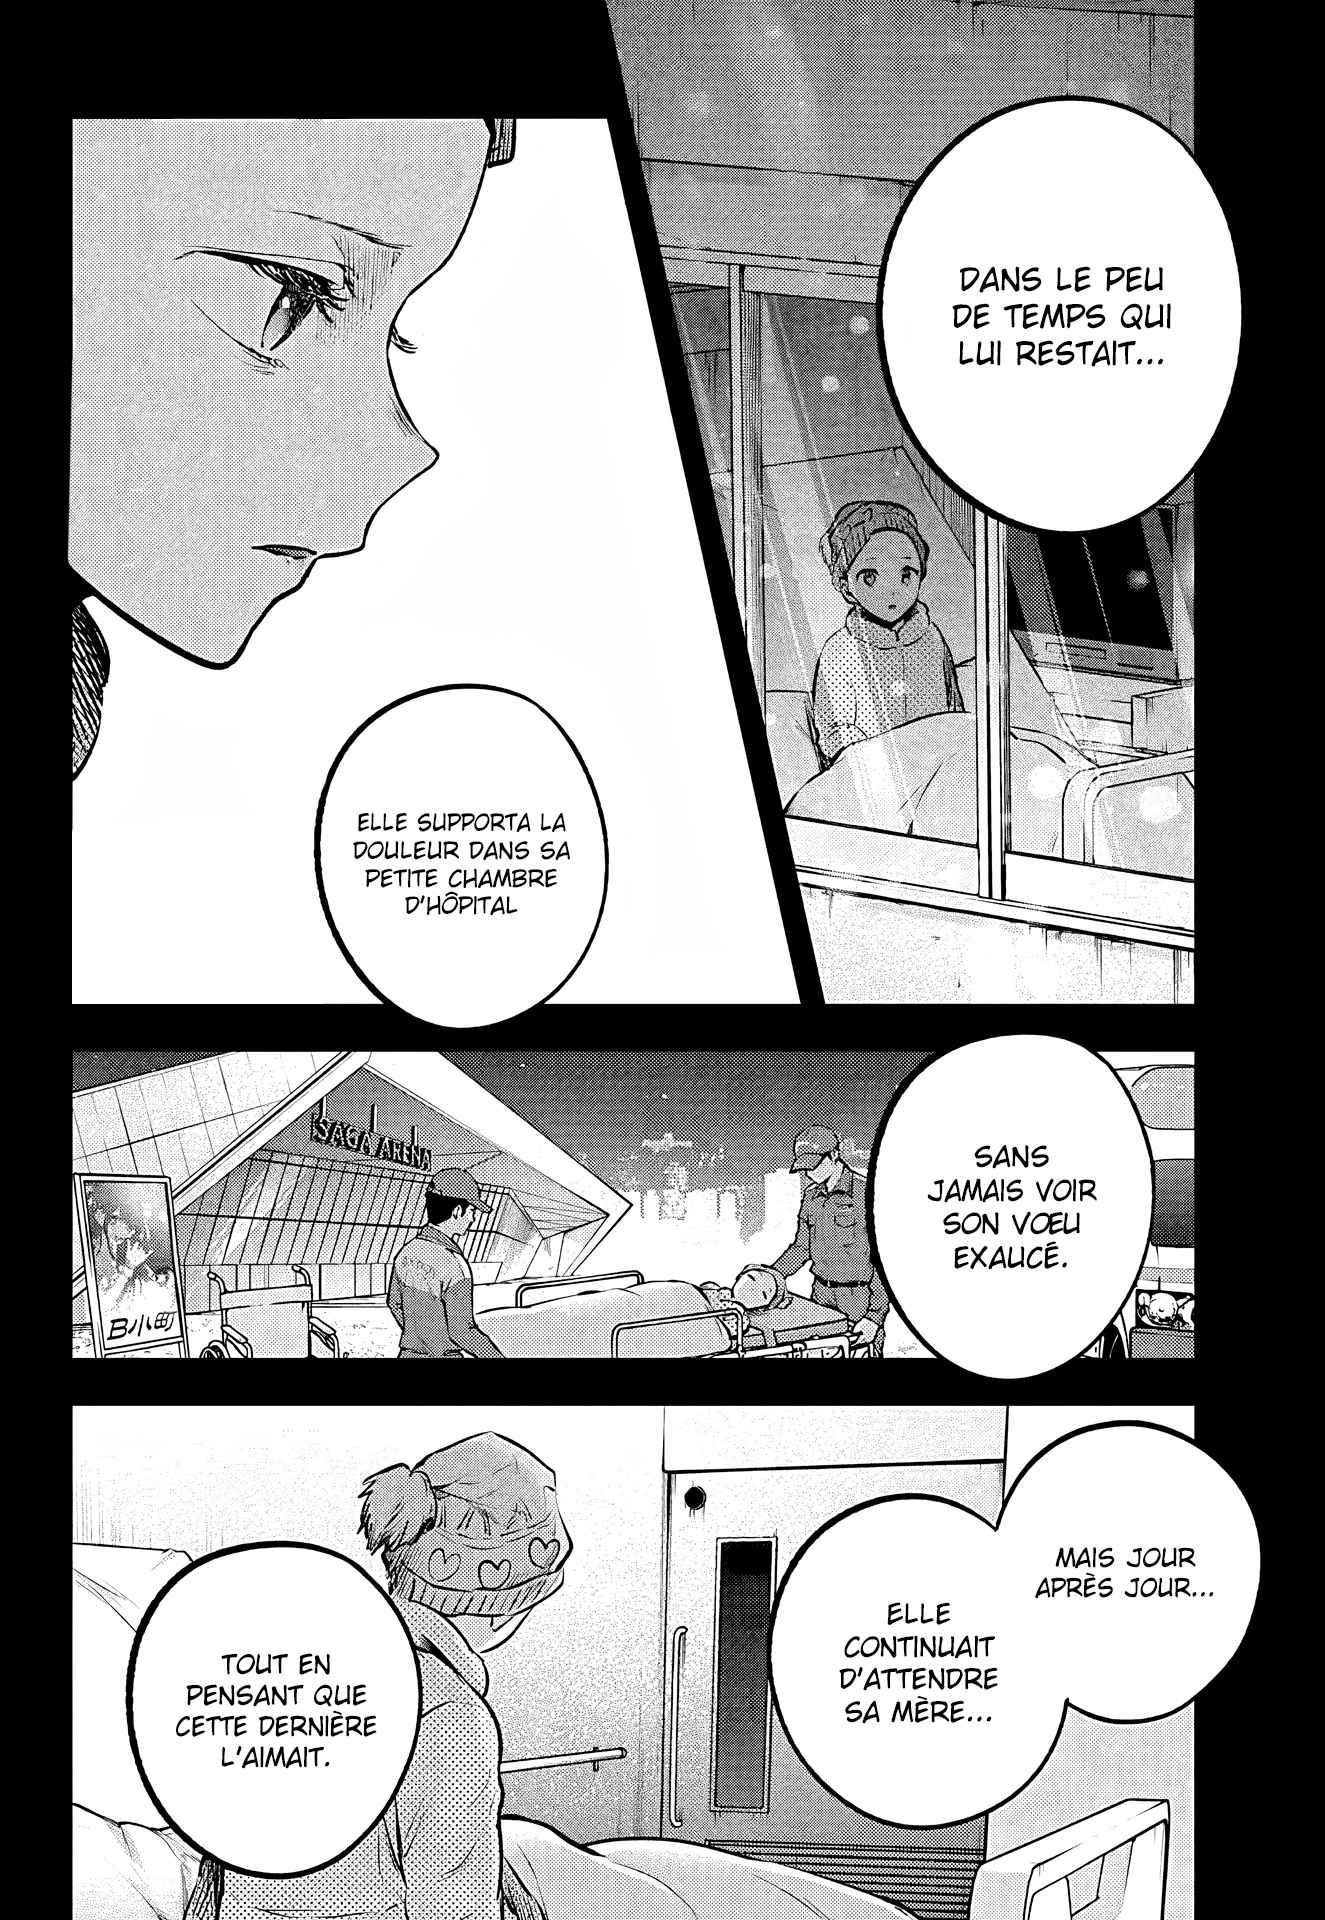 DANS LE PEU
DE TEMPS QUI
LUI RESTAIT...
ELLE SUPPORTA LA
DOULEUR DANS SA
PETITE CHAMBRE
D'HÔPITAL
SANS
JAMAIS VOIR
SON VŒU
EXAUCÉ.
SAGA ARENA
B小町
MAIS JOUR
APRÈS JOUR...
ELLE
CONTINUAIT
D'ATTENDRE
SA MÈRE...
TOUT EN
PENSANT QUE
CETTE DERNIÈRE
L'AIMAIT.